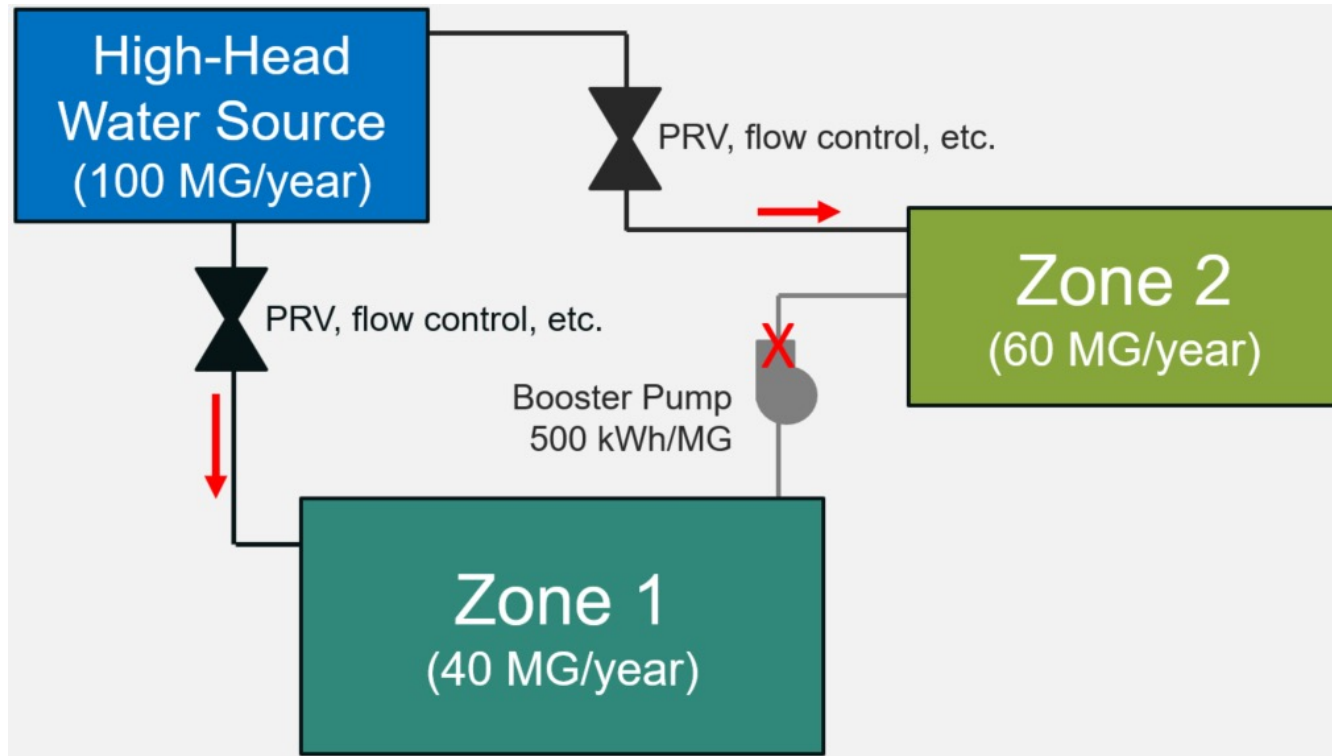 High-Head
Water Source
(100 MG/year)
PRV, flow control, etc.
Zone 2
(60 MG/year)
PRV, flow control, etc.
X
Booster Pump
500 kWh/MG
Zone 1
(40 MG/year)